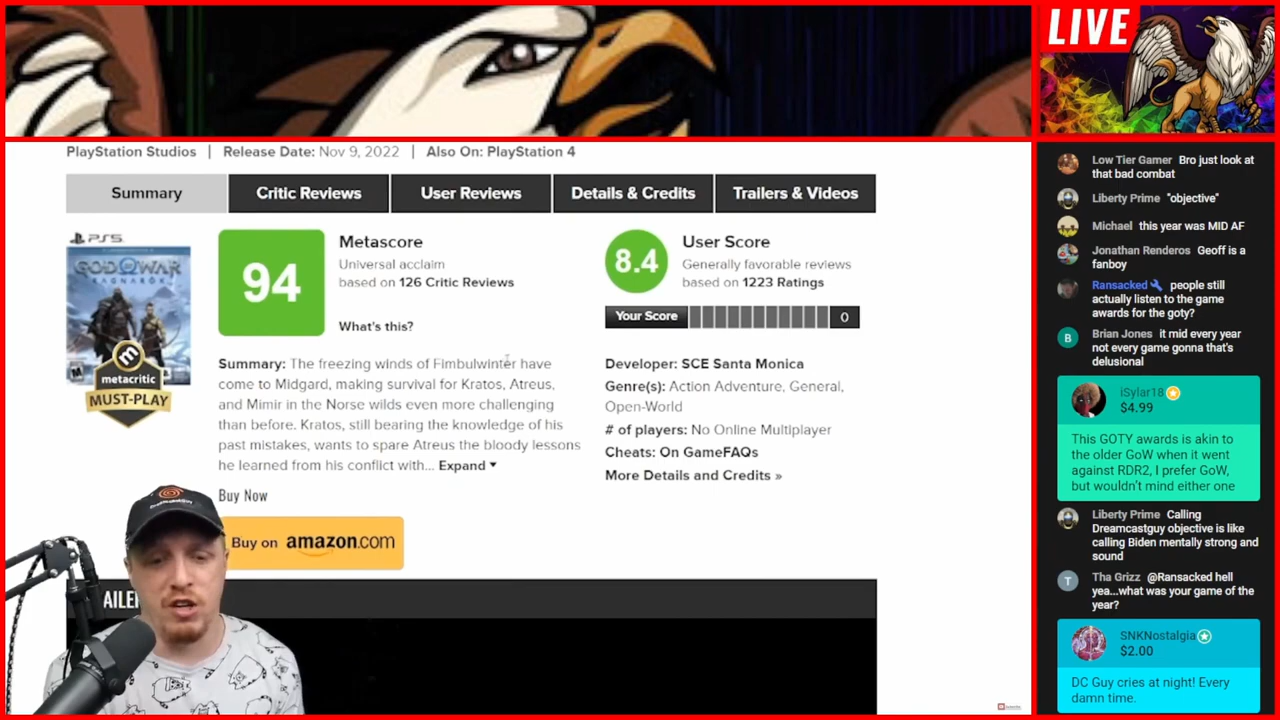 LIVE
PlayStation Studios | Release Date: Nov 9, 2022 | Also On: PlayStation 4
Summary
Critic Reviews
User Reviews
Details & Credits
Trailers & Videos
PS5
GOD OF WAR
RAGNARÖK
m
metacritic
MUST-PLAY
94
Metascore
Universal acclaim
based on 126 Critic Reviews
What's this?
8.4
User Score
Generally favorable reviews
based on 1223 Ratings
Your Score
0
Summary: The freezing winds of Fimbulwinter have
come to Midgard, making survival for Kratos, Atreus,
and Mimir in the Norse wilds even more challenging
than before. Kratos, still bearing the knowledge of his
past mistakes, wants to spare Atreus the bloody lessons
he learned from his conflict with... Expand
Developer: SCE Santa Monica
Genre(s): Action Adventure, General,
Open-World
# of players: No Online Multiplayer
Cheats: On GameFAQs
More Details and Credits »
Buy Now
Buy on amazon.com
AILE
Low Tier Gamer Bro just look at
that bad combat
Liberty Prime "objective"
Michael this year was MID AF
Jonathan Renderos Geoff is a
fanboy
Ransacked people still
actually listen to the game
awards for the goty?
B
Brian Jones it mid every year
not every game gonna that's
delusional
iSylar18
$4.99
This GOTY awards is akin to
the older GoW when it went
against RDR2, I prefer GoW,
but wouldn't mind either one
Liberty Prime Calling
Dreamcastguy objective is like
calling Biden mentally strong and
sound
T
Tha Grizz @Ransacked hell
yea...what was your game of the
year?
SNKNostalgia
$2.00
DC Guy cries at night! Every
damn time.